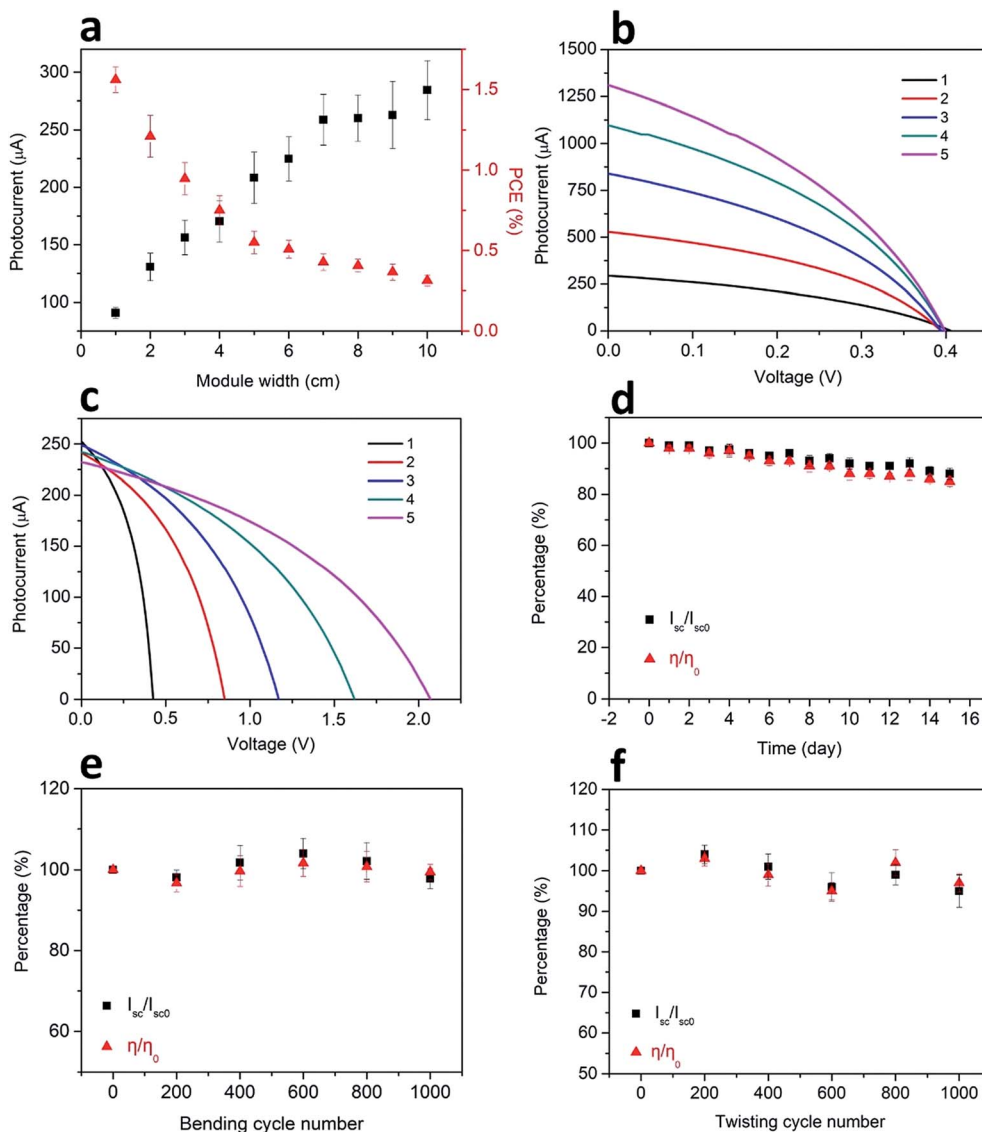 a
300
250
200
150
100
0 2 4 6 8 10
1.5
1.0
0.5
0.0
Photocurrent (μA)
PCE (%)
Module width (cm)
b
1500
1250
1000
750
500
250
0
0.0 0.1 0.2 0.3 0.4
1
2
3
4
5
Photocurrent (μA)
Voltage (V)
c
250
200
150
100
50
0
0.0 0.5 1.0 1.5 2.0
1
2
3
4
5
Photocurrent (μA)
Voltage (V)
d
100
80
60
40
20
0
-2 0 2 4 6 8 10 12 14 16
Isc/Isc0
η/η0
Percentage (%)
Time (day)
e
120
100
80
60
0 200 400 600 800 1000
Isc/Isc0
η/η0
Percentage (%)
Bending cycle number
f
120
110
100
90
80
70
60
50
0 200 400 600 800 1000
Isc/Isc0
η/η0
Percentage (%)
Twisting cycle number